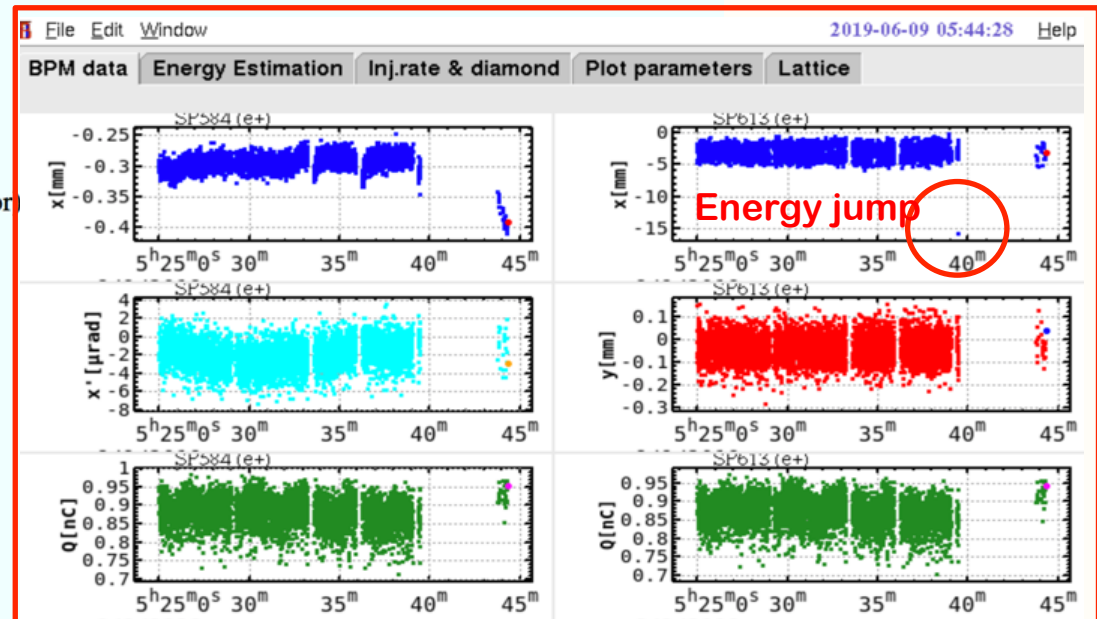 File Edit Window 2019-06-09 05:44:28 Help
BPM data Energy Estimation Inj.rate & diamond Plot parameters Lattice
SP584 (e+)
-0.25
-0.3
-0.35
-0.4
x[mm]
5h25m0s 30m 35m 40m 45m
SP613 (e+)
0
-5
-10
-15
x[mm]
Energy jump
5h25m0s 30m 35m 40m 45m
or)
SP584 (e+)
4
2
0
-2
-4
-6
-8
x'[μrad]
5h25m0s 30m 35m 40m 45m
SP613 (e+)
0.1
0
-0.1
-0.2
-0.3
y[mm]
5h25m0s 30m 35m 40m 45m
SP584 (e+)
1
0.95
0.9
0.85
0.8
0.75
0.7
Q[nC]
5h25m0s 30m 35m 40m 45m
SP613 (e+)
0.95
0.9
0.85
0.8
0.75
0.7
Q[nC]
5h25m0s 30m 35m 40m 45m